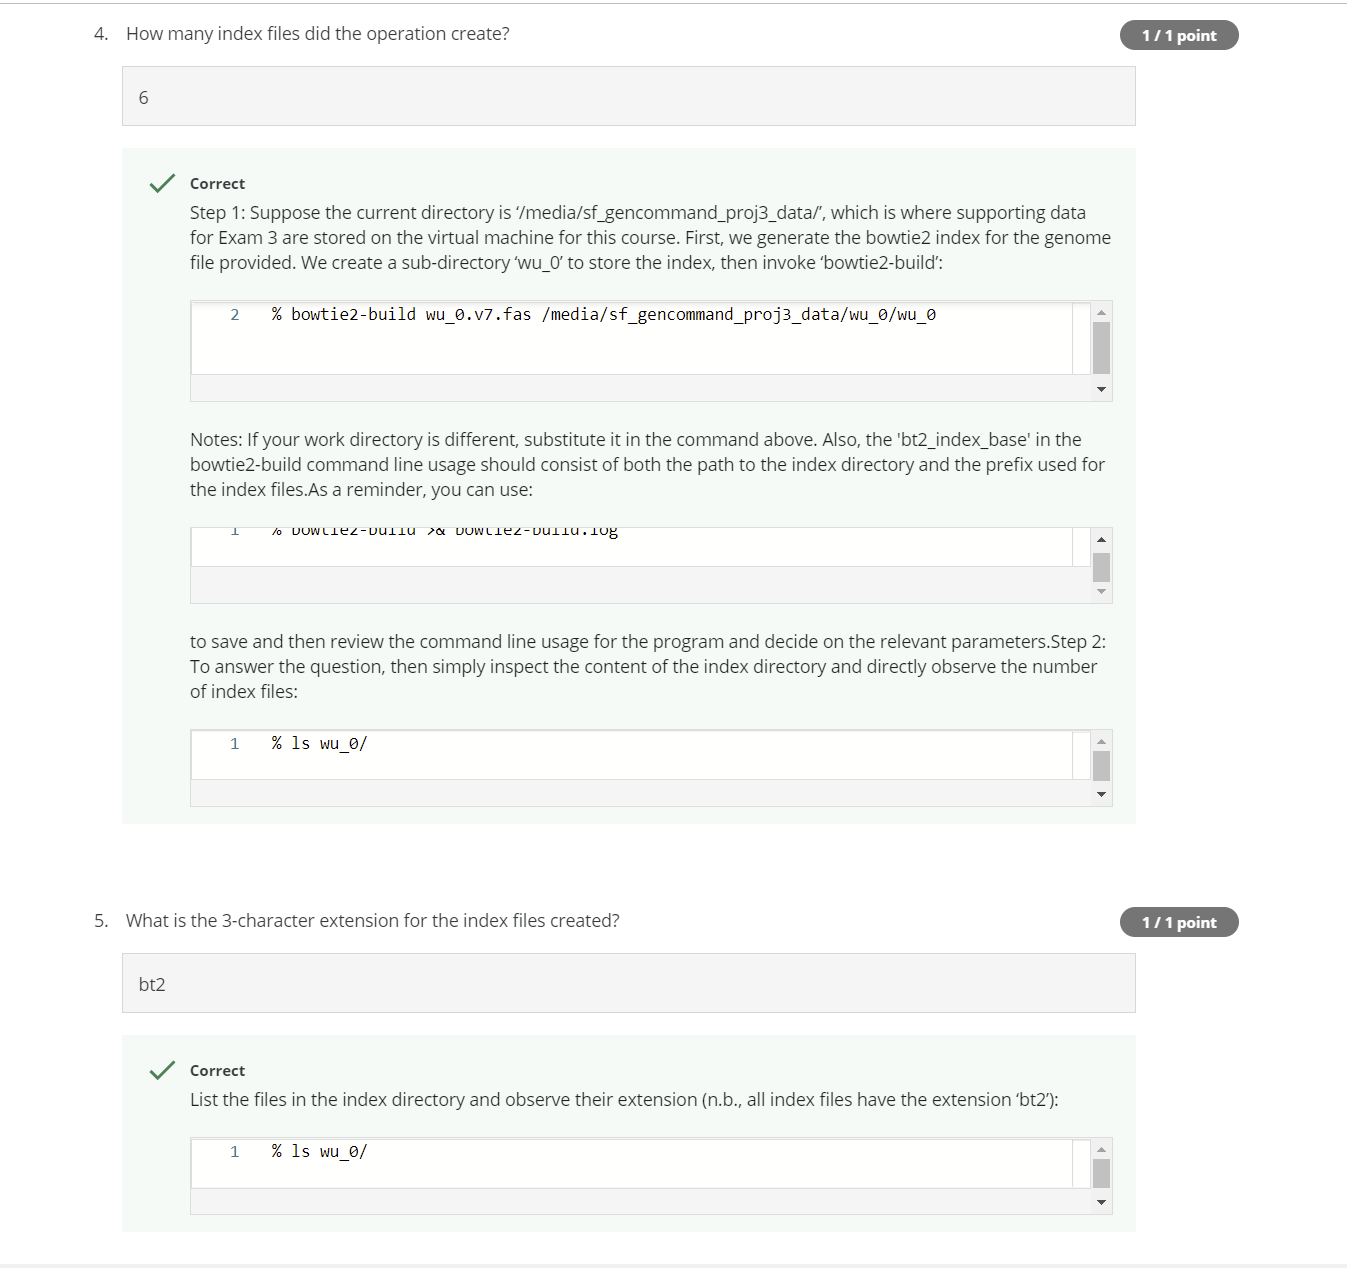 4. How many index files did the operation create?
1 / 1 point
6
Correct
Step 1: Suppose the current directory is ‘/media/sf_gencommand_proj3_data/’, which is where supporting data
for Exam 3 are stored on the virtual machine for this course. First, we generate the bowtie2 index for the genome
file provided. We create a sub-directory ‘wu_0’ to store the index, then invoke ‘bowtie2-build’:
2 % bowtie2-build wu_0.v7.fas /media/sf_gencommand_proj3_data/wu_0/wu_0
Notes: If your work directory is different, substitute it in the command above. Also, the 'bt2_index_base' in the
bowtie2-build command line usage should consist of both the path to the index directory and the prefix used for
the index files.As a reminder, you can use:
1 % bowtie2-build >& bowtie2-build.log
to save and then review the command line usage for the program and decide on the relevant parameters.Step 2:
To answer the question, then simply inspect the content of the index directory and directly observe the number
of index files:
1 % ls wu_0/
5. What is the 3-character extension for the index files created?
1 / 1 point
bt2
Correct
List the files in the index directory and observe their extension (n.b., all index files have the extension ‘bt2’):
1 % ls wu_0/